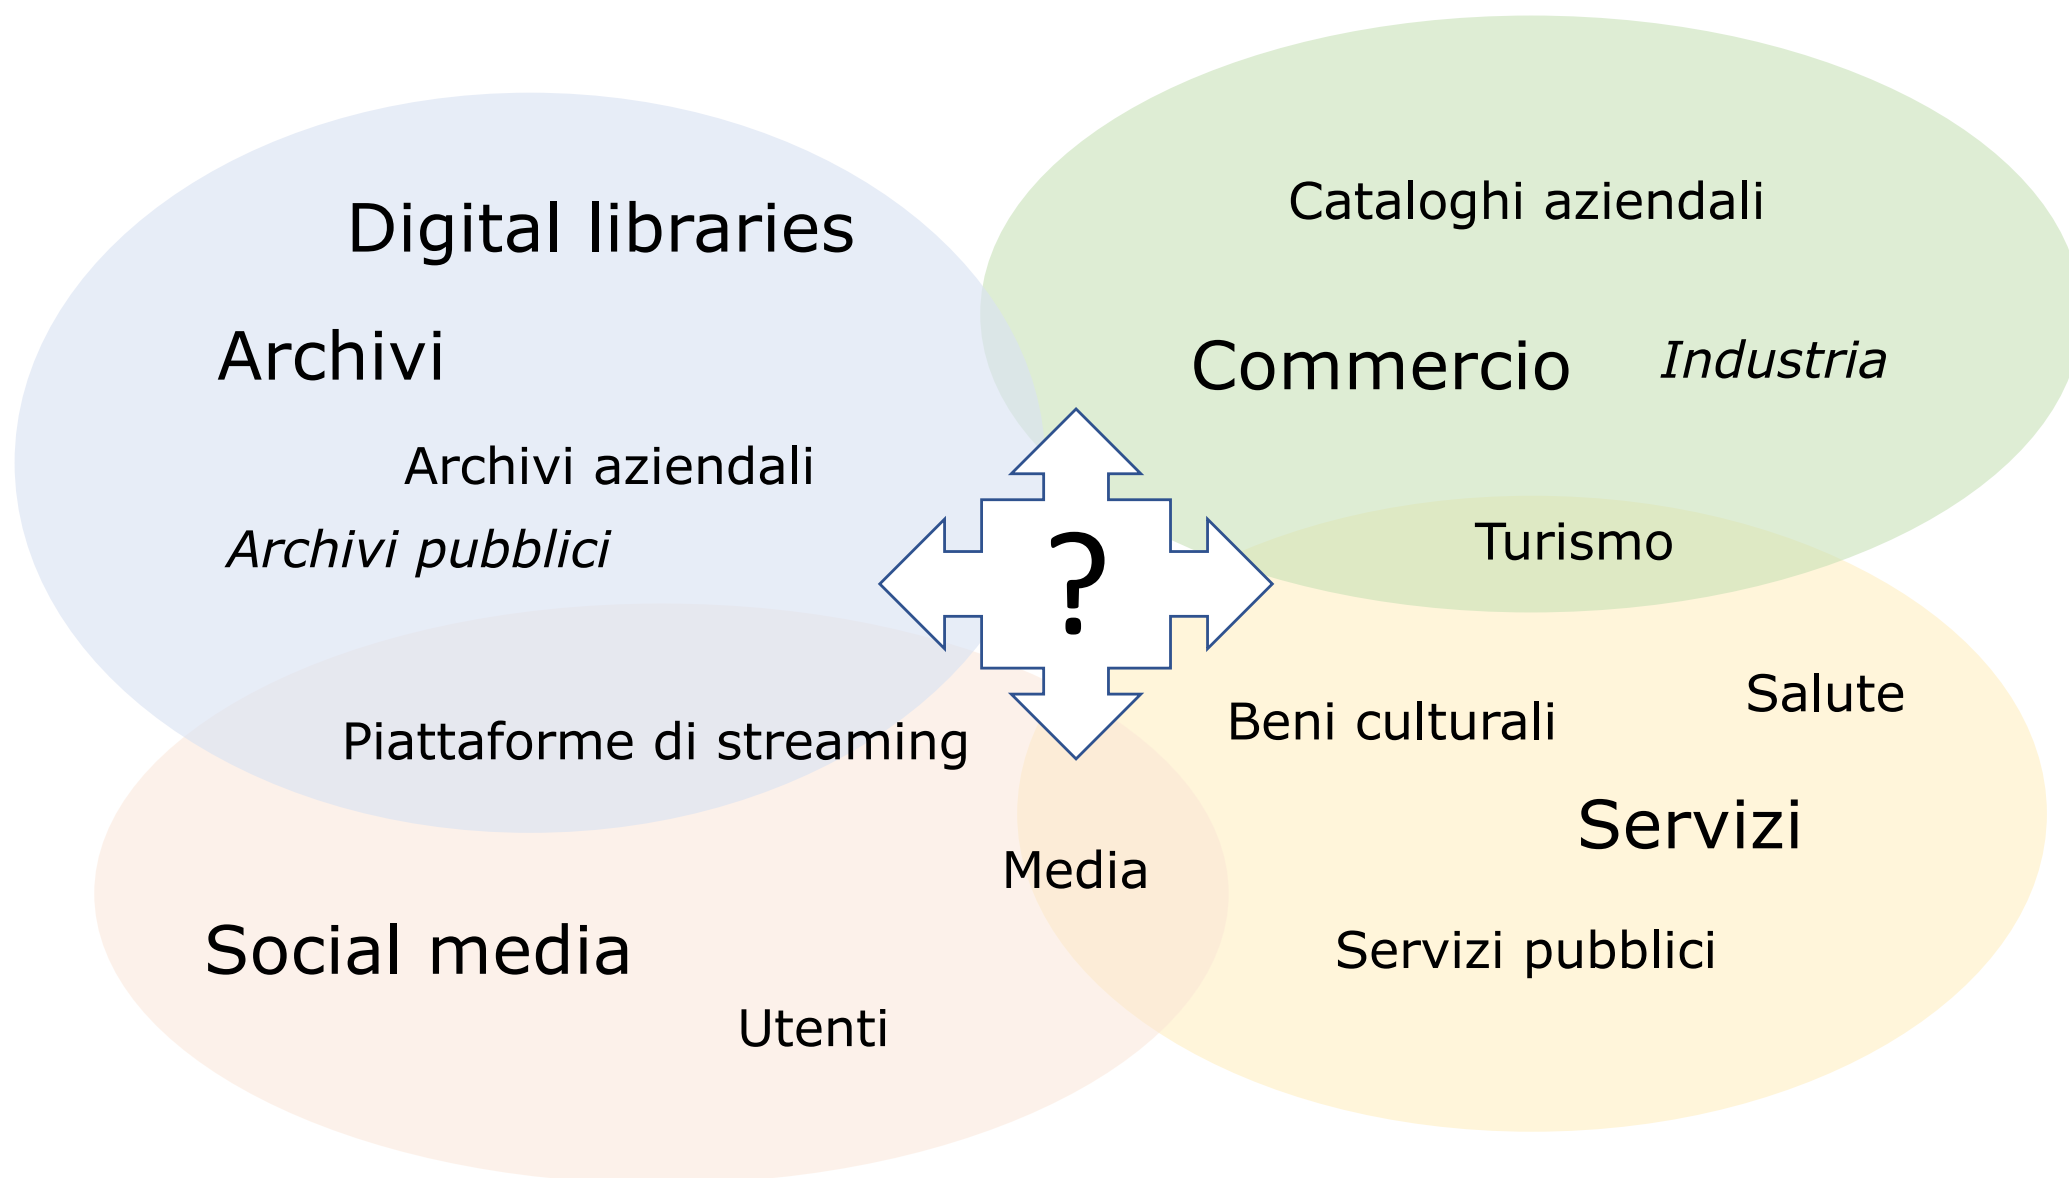 Digital libraries
Archivi
Archivi aziendali
Archivi pubblici
Cataloghi aziendali
Commercio
Industria
Turismo
?
Piattaforme di streaming
Media
Social media
Utenti
Beni culturali
Salute
Servizi
Servizi pubblici